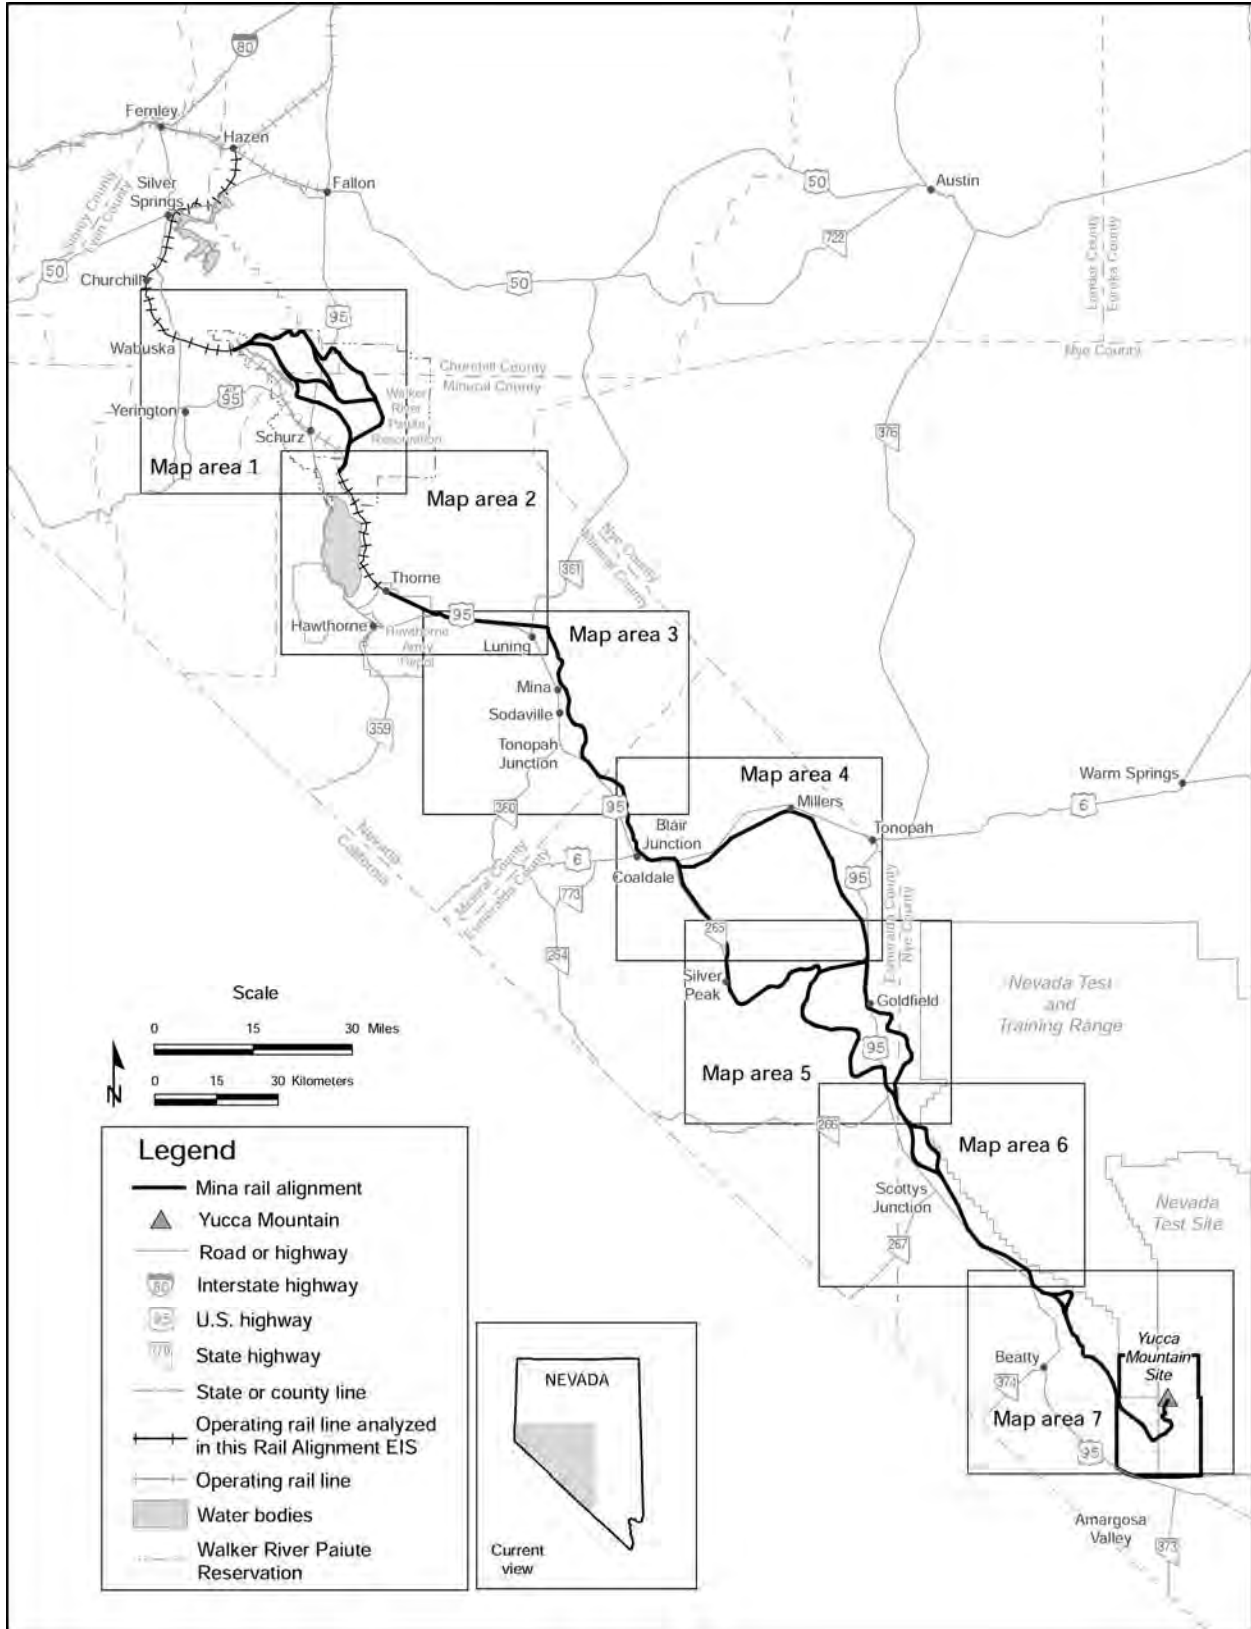 80
Fernley
Hazen
Silver
Springs
Fallon
Storey County
Lyon County
50
Churchill
50
Austin
722
50
Lander County
Eureka County
Nye County
95
Wabuska
Churchill County
Mineral County
Walker
River
Paiute
Reservation
Yerington
95
Schurz
Map area 1
376
Map area 2
Nye County
Mineral County
361
Thorne
95
Hawthorne
Hawthorne
Army
Depot
Luning
Map area 3
Mina
Sodaville
359
Tonopah
Junction
Map area 4
Warm Springs
360
95
Millers
6
Nevada
California
Blair
Junction
Tonopah
6
Coaldale
95
Mineral County
Esmeralda County
773
265
Esmeralda County
Nye County
264
Silver
Peak
Goldfield
Nevada Test
and
Training Range
Scale
0 15 30 Miles
0 15 30 Kilometers
N
95
Map area 5
266
Map area 6
Scottys
Junction
267
Nevada
Test Site
Yucca
Mountain
Site
Beatty
374
Map area 7
95
Amargosa
Valley
373
Legend
Mina rail alignment
Yucca Mountain
Road or highway
80
Interstate highway
95
U.S. highway
State highway
State or county line
Operating rail line analyzed
in this Rail Alignment EIS
Operating rail line
Water bodies
Walker River Paiute
Reservation
NEVADA
Current
view